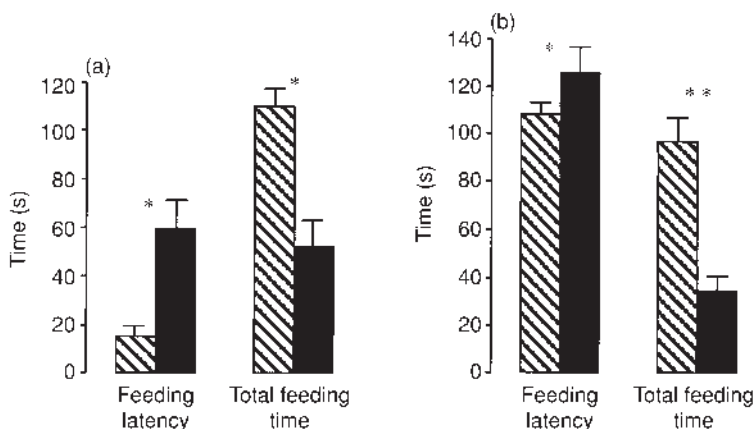 (a)
120
100
80
60
40
20
0
Time (s)
*
*
Feeding
latency
Total feeding
time
(b)
140
120
100
80
60
40
20
0
Time (s)
*
* *
Feeding
latency
Total feeding
time